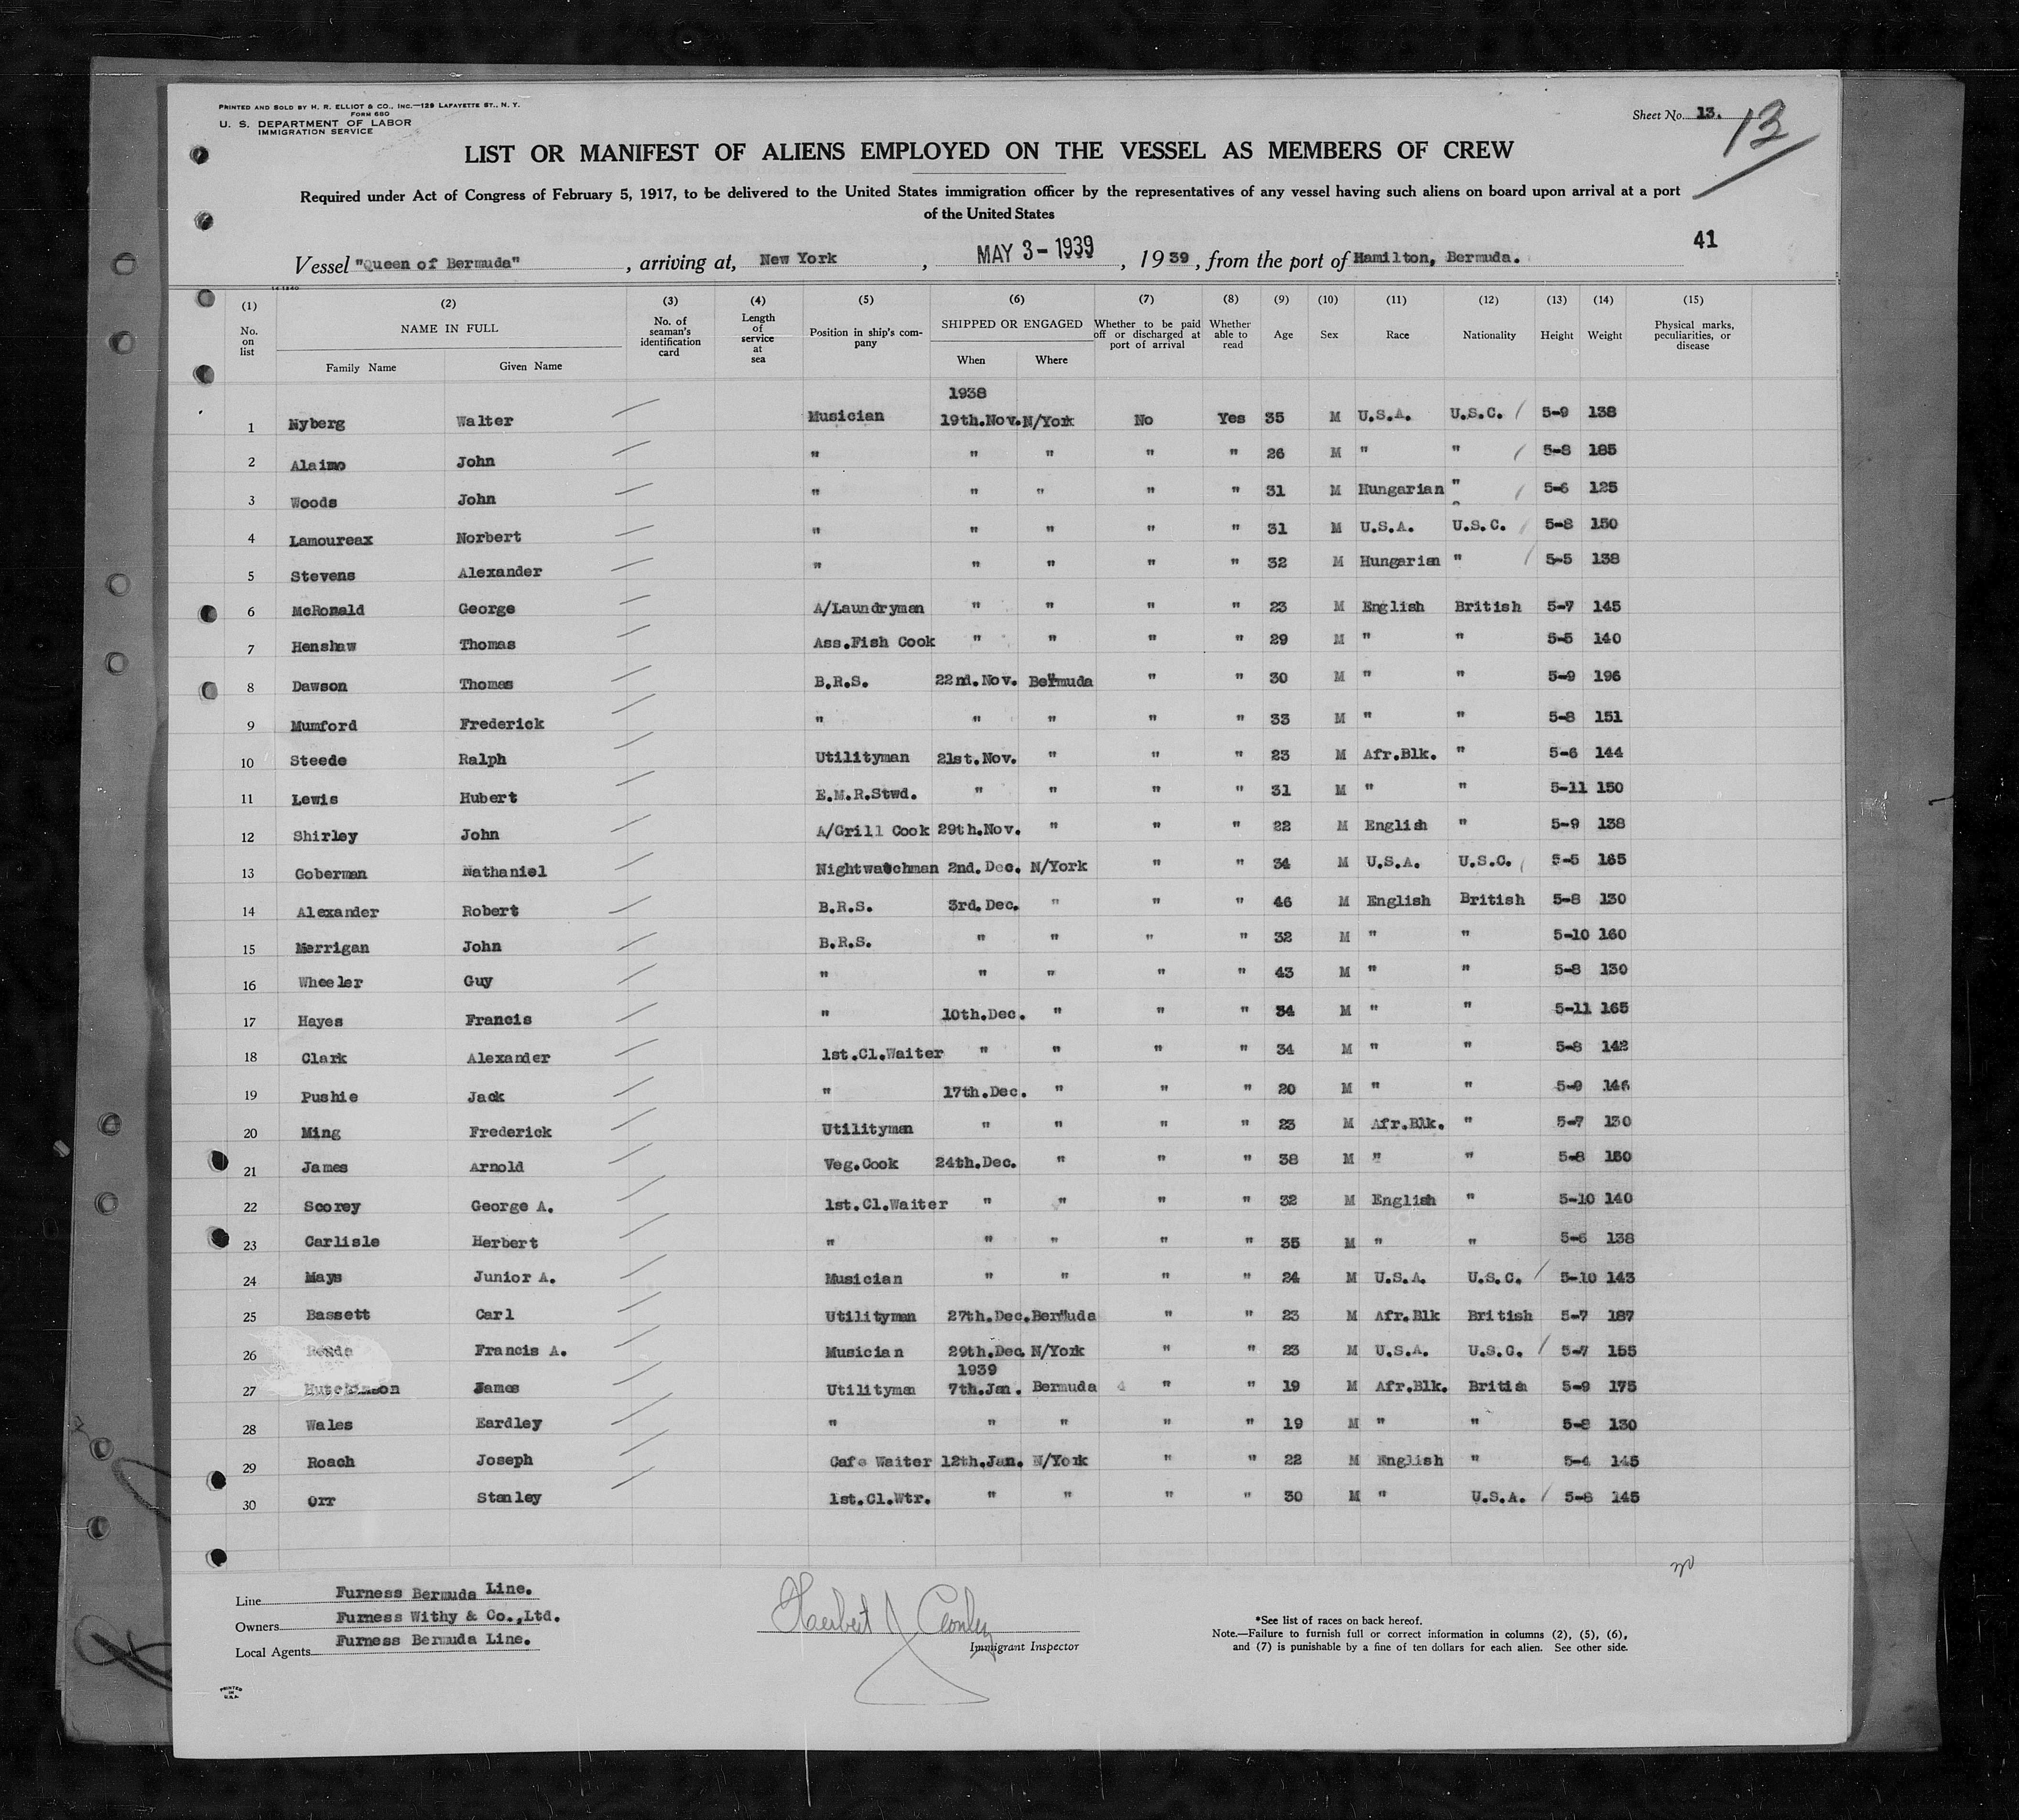 PRINTED AND SOLD BY H. R. ELLIOT & CO., INC.—129 LAFAYETTE ST., N. Y.
FORM 680
U. S. DEPARTMENT OF LABOR
IMMIGRATION SERVICE
Sheet No. 13.
13
LIST OR MANIFEST OF ALIENS EMPLOYED ON THE VESSEL AS MEMBERS OF CREW
Required under Act of Congress of February 5, 1917, to be delivered to the United States immigration officer by the representatives of any vessel having such aliens on board upon arrival at a port
of the United States
41
Vessel "Queen of Bermuda", arriving at, New York, MAY 3 - 1939, 1939, from the port of Hamilton, Bermuda.
(1) (2) (3) (4) (5) (6) (7) (8) (9) (10) (11) (12) (13) (14) (15)
No. on list NAME IN FULL Family Name Given Name No. of seaman's identification card Length of service at sea Position in ship's company SHIPPED OR ENGAGED When Where Whether to be paid off or discharged at port of arrival Whether able to read Age Sex Race Nationality Height Weight Physical marks, peculiarities, or disease
1938
1 Nyberg Walter Musician 19th.Nov. N/York No Yes 35 M U.S.A. U.S.C. 5-9 138
2 Alaimo John " " " " " 26 M " " 5-8 185
3 Woods John " " " " " 31 M Hungarian " 5-6 125
4 Lamoureax Norbert " " " " " 31 M U.S.A. U.S.C. 5-8 150
5 Stevens Alexander " " " " " 32 M Hungarian " 5-5 138
6 McRonald George A/Laundryman " " " " 23 M English British 5-7 145
7 Henshaw Thomas Ass.Fish Cook " " " " 29 M " " 5-5 140
8 Dawson Thomas B.R.S. 22nd.Nov. Bermuda " " 30 M " " 5-9 196
9 Mumford Frederick " " " " " 33 M " " 5-8 151
10 Steede Ralph Utilityman 21st.Nov. " " " 23 M Afr.Blk. " 5-6 144
11 Lewis Hubert E.M.R.Stwd. " " " " 31 M " " 5-11 150
12 Shirley John A/Grill Cook 29th.Nov. " " " 22 M English " 5-9 138
13 Goberman Nathaniel Nightwatchman 2nd.Dec. N/York " " 34 M U.S.A. U.S.C. 5-5 165
14 Alexander Robert B.R.S. 3rd.Dec. " " " 46 M English British 5-8 130
15 Merrigan John B.R.S. " " " " 32 M " " 5-10 160
16 Wheeler Guy " " " " " 43 M " " 5-8 130
17 Hayes Francis " 10th.Dec. " " " 34 M " " 5-11 165
18 Clark Alexander 1st.Cl.Waiter " " " " 34 M " " 5-8 142
19 Pushie Jack " 17th.Dec. " " " 20 M " " 5-9 146
20 Ming Frederick Utilityman " " " " 23 M Afr.Blk. " 5-7 130
21 James Arnold Veg.Cook 24th.Dec. " " " 38 M " " 5-8 150
22 Scorey George A. 1st.Cl.Waiter " " " " 32 M English " 5-10 140
23 Carlisle Herbert " " " " " 35 M " " 5-6 138
24 Mays Junior A. Musician " " " " 24 M U.S.A. U.S.C. 5-10 143
25 Bassett Carl Utilityman 27th.Dec. Bermuda " " 23 M Afr.Blk British 5-7 187
26 Francis A. Musician 29th.Dec. N/York " " 23 M U.S.A. U.S.C. 5-7 155
1939
27 Hutchinson James Utilityman 7th.Jan. Bermuda " " 19 M Afr.Blk. British 5-9 175
28 Wales Eardley " " " " " 19 M " " 5-8 130
29 Roach Joseph Cafe Waiter 12th.Jan. N/York " " 22 M English " 5-4 145
30 Orr Stanley 1st.Cl.Wtr. " " " " 30 M " U.S.A. 5-8 145
Line Furness Bermuda Line.
Owners Furness Withy & Co.,Ltd.
Local Agents Furness Bermuda Line.
Immigrant Inspector
*See list of races on back hereof.
Note.—Failure to furnish full or correct information in columns (2), (5), (6),
and (7) is punishable by a fine of ten dollars for each alien. See other side.
PRINTED
IN
U.S.A.